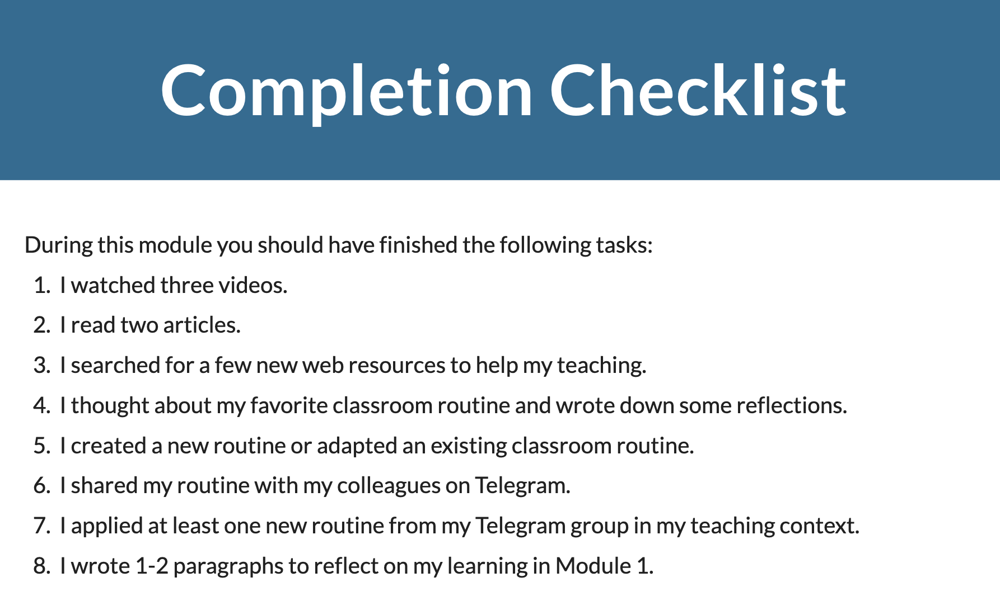 Completion Checklist
During this module you should have finished the following tasks:
1. I watched three videos.
2. I read two articles.
3. I searched for a few new web resources to help my teaching.
4. I thought about my favorite classroom routine and wrote down some reflections.
5. I created a new routine or adapted an existing classroom routine.
6. I shared my routine with my colleagues on Telegram.
7. I applied at least one new routine from my Telegram group in my teaching context.
8. I wrote 1-2 paragraphs to reflect on my learning in Module 1.